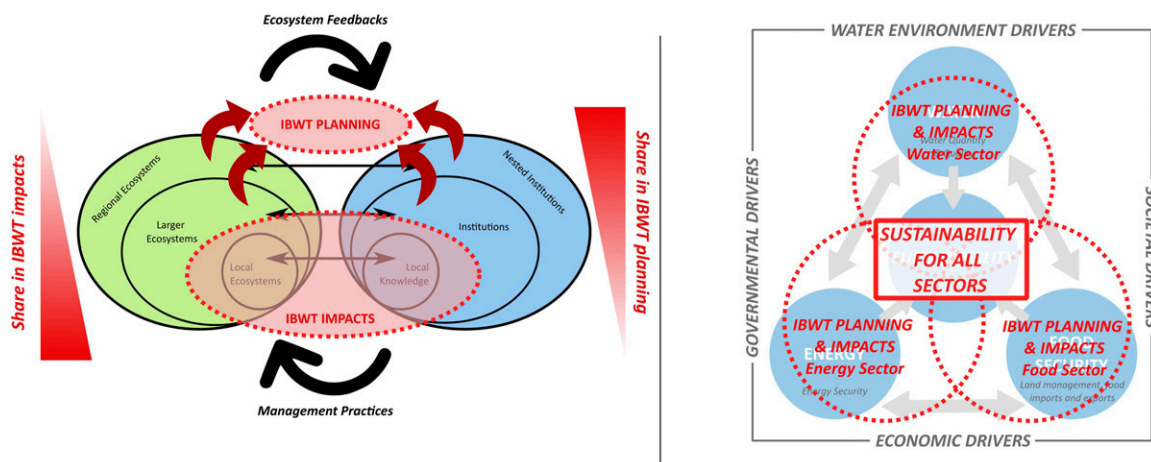 Ecosystem Feedbacks
IBWT PLANNING
Share in IBWT impacts
Share in IBWT planning
Regional Ecosystems
Nested Institutions
Larger
Ecosystems
Institutions
Local
Ecosystems
Local
Knowledge
IBWT IMPACTS
Management Practices
WATER ENVIRONMENT DRIVERS
GOVERNMENTAL DRIVERS
SOCIETAL DRIVERS
IBWT PLANNING
& IMPACTS
Water Quantity
Water Sector
SUSTAINABILITY
FOR ALL
SECTORS
IBWT PLANNING
& IMPACTS
ENERGY
Energy Sector
Energy Security
IBWT PLANNING
& IMPACTS
FOOD
SECURITY
Food Sector
Land management, food
imports and exports
ECONOMIC DRIVERS